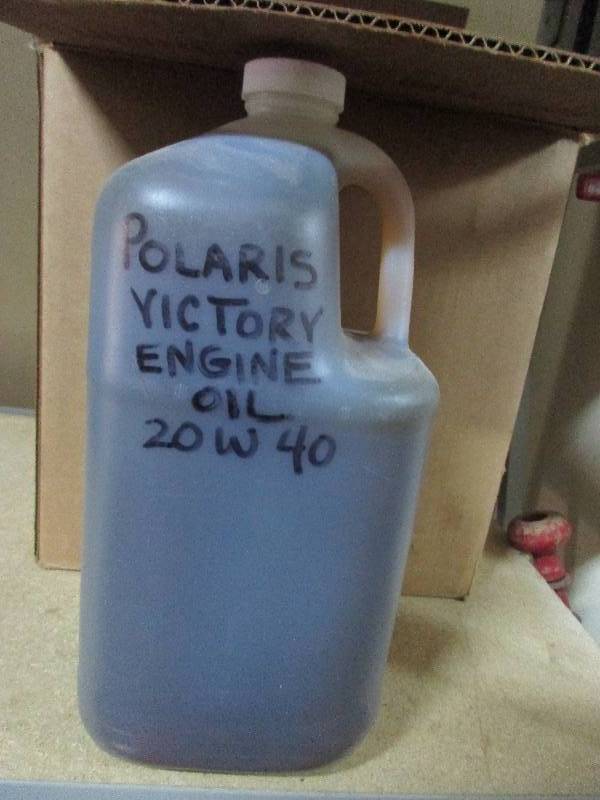 POLARIS
VICTORY
ENGINE
OIL
20W40